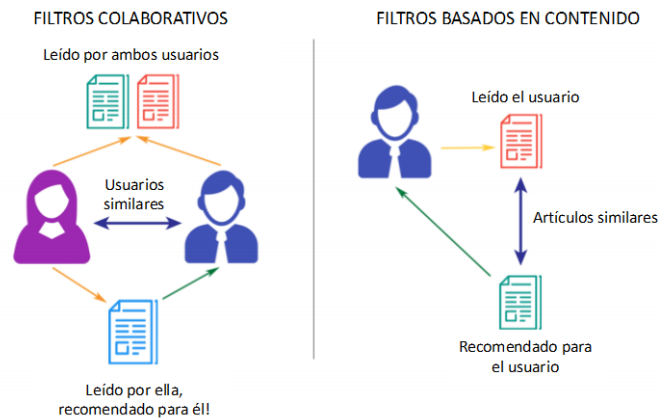 FILTROS COLABORATIVOS
Leído por ambos usuarios
Usuarios
similares
Leído por ella,
recomendado para él!
FILTROS BASADOS EN CONTENIDO
Leído el usuario
Artículos similares
Recomendado para
el usuario